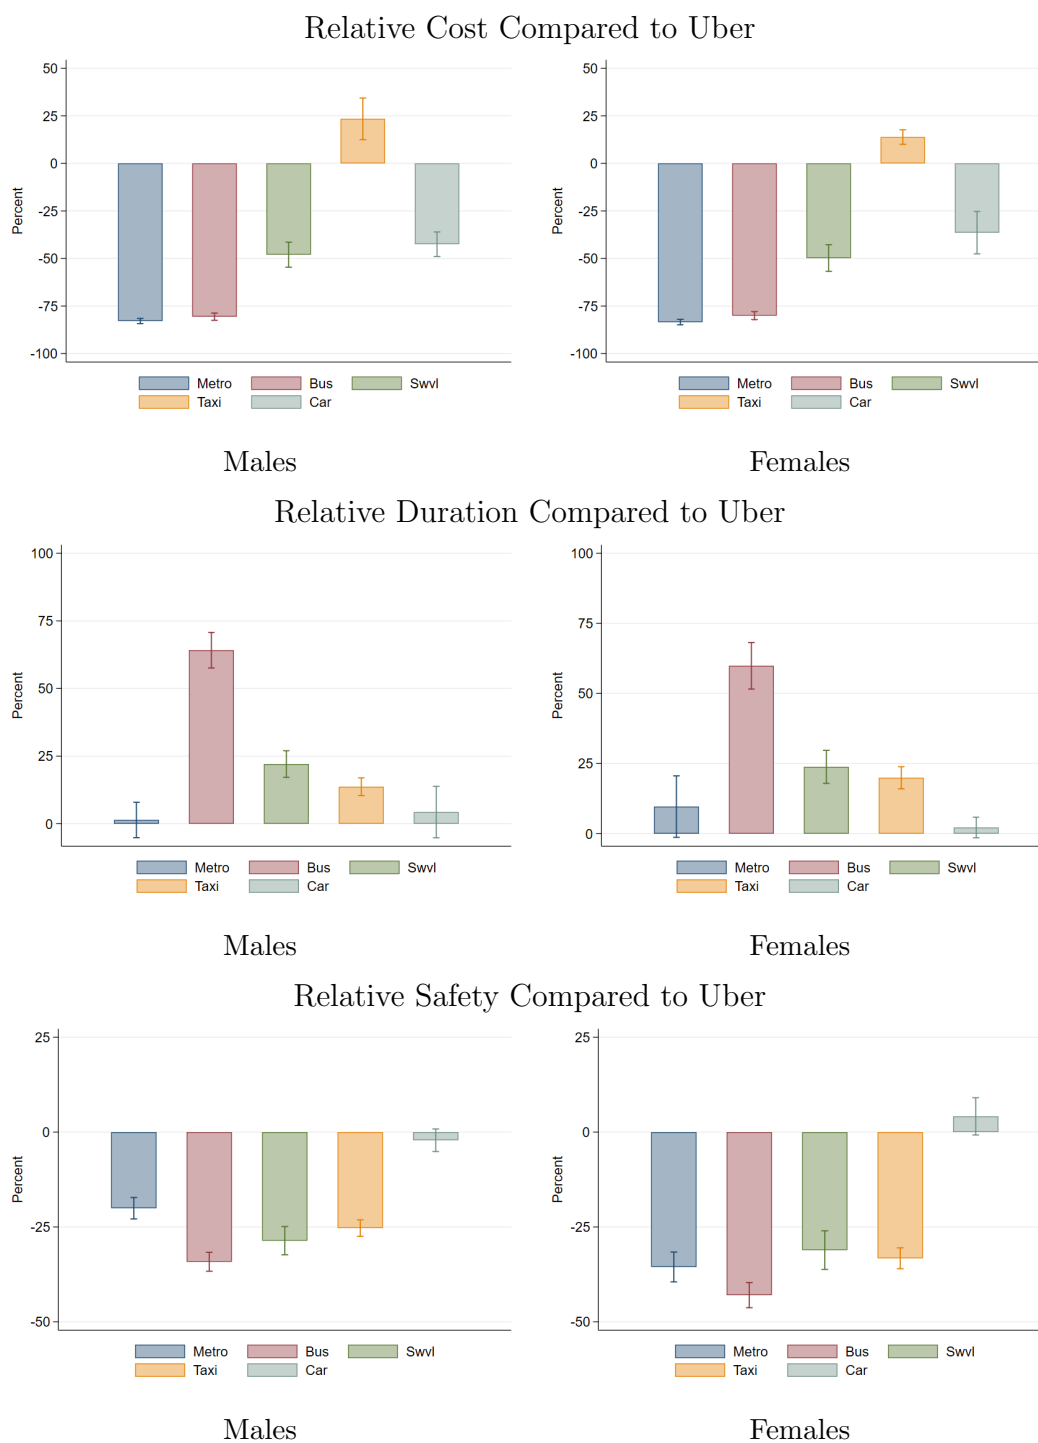 Relative Cost Compared to Uber
50
25
0
-25
-50
-75
-100
Percent
Metro Bus Swvl
Taxi Car
Males
50
25
0
-25
-50
-75
-100
Percent
Metro Bus Swvl
Taxi Car
Females
Relative Duration Compared to Uber
100
75
50
25
0
Percent
Metro Bus Swvl
Taxi Car
Males
100
75
50
25
0
Percent
Metro Bus Swvl
Taxi Car
Females
Relative Safety Compared to Uber
25
0
-25
-50
Percent
Metro Bus Swvl
Taxi Car
Males
25
0
-25
-50
Percent
Metro Bus Swvl
Taxi Car
Females